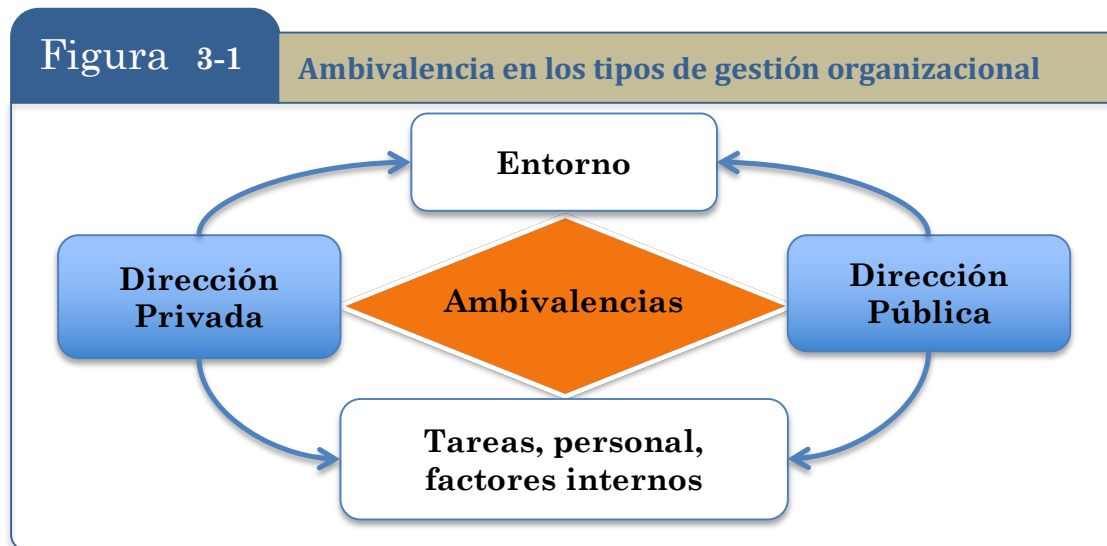 Figura 3-1
Ambivalencia en los tipos de gestión organizacional
Entorno
Dirección
Privada
Ambivalencias
Dirección
Pública
Tareas, personal,
factores internos